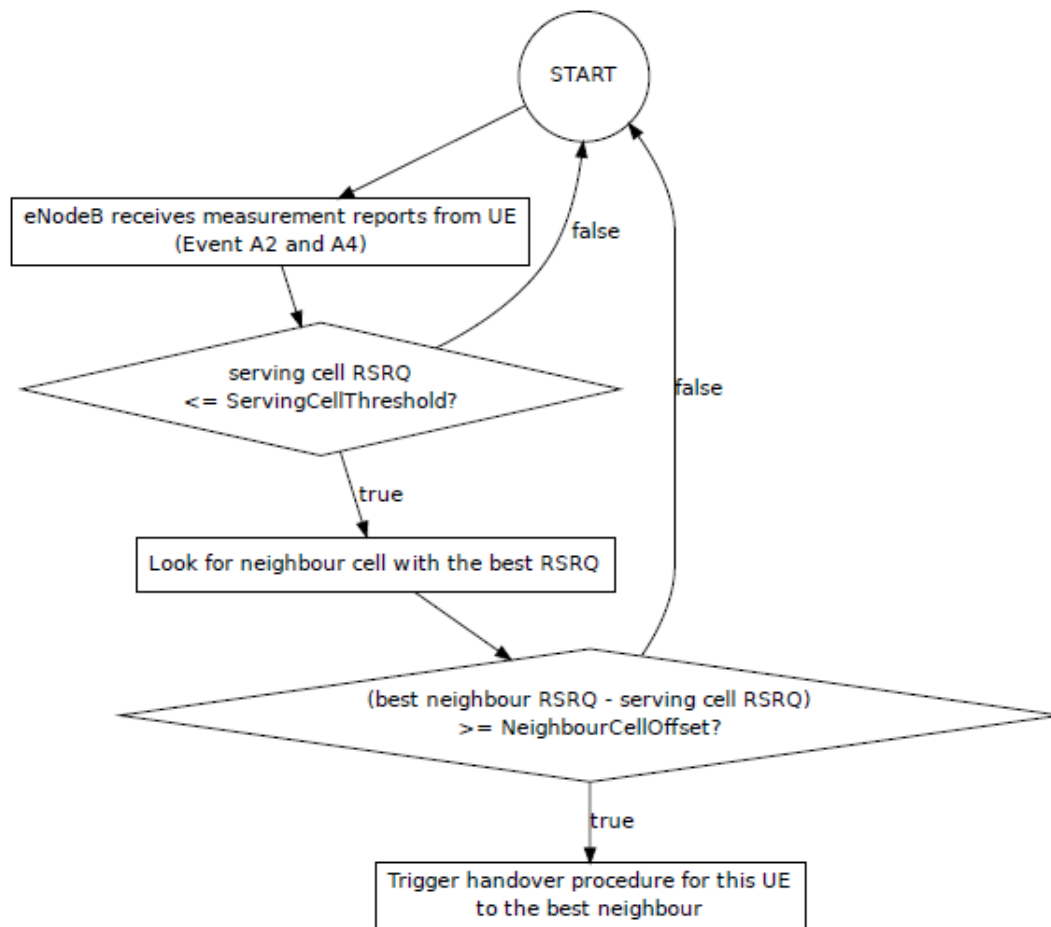 START
eNodeB receives measurement reports from UE
(Event A2 and A4)
false
serving cell RSRQ
<= ServingCellThreshold?
false
true
Look for neighbour cell with the best RSRQ
(best neighbour RSRQ - serving cell RSRQ)
>= NeighbourCellOffset?
true
Trigger handover procedure for this UE
to the best neighbour